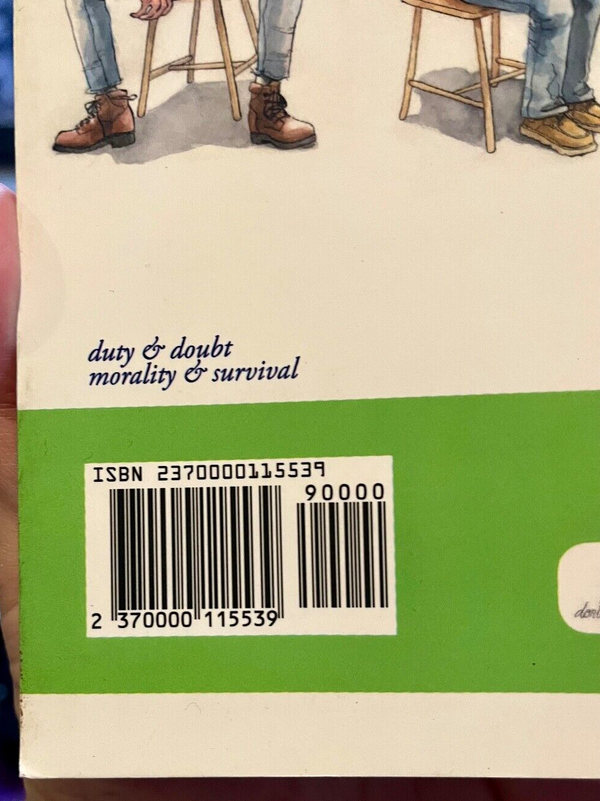 duty & doubt
morality & survival
ISBN 2370000115539
90000
2 370000 115539